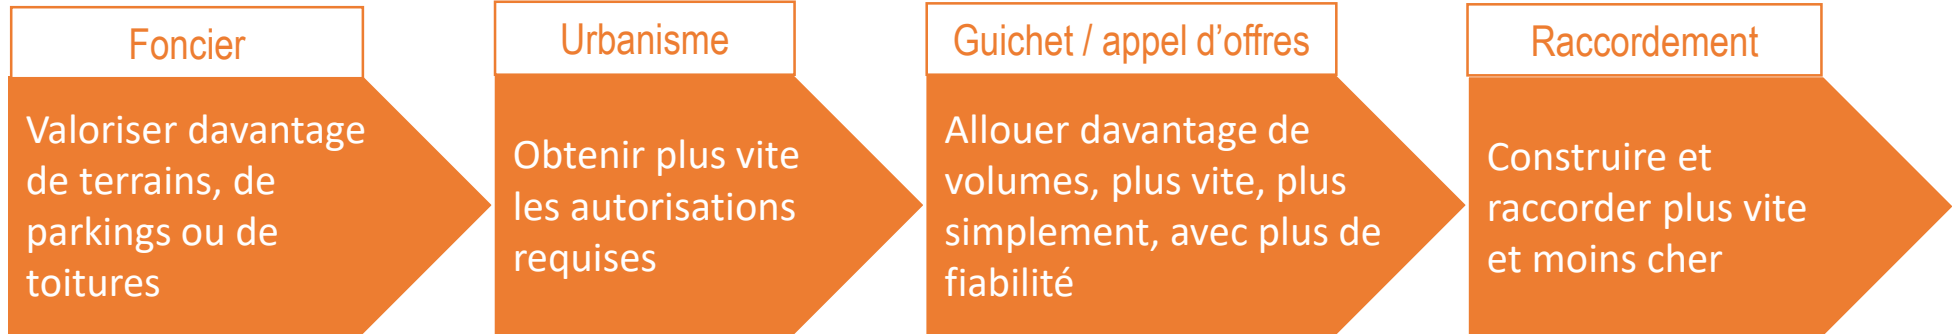 Foncier
Valoriser davantage
de terrains, de
parkings ou de
toitures
Urbanisme
Obtenir plus vite
les autorisations
requises
Guichet / appel d’offres
Allouer davantage de
volumes, plus vite, plus
simplement, avec plus de
fiabilité
Raccordement
Construire et
raccorder plus vite
et moins cher